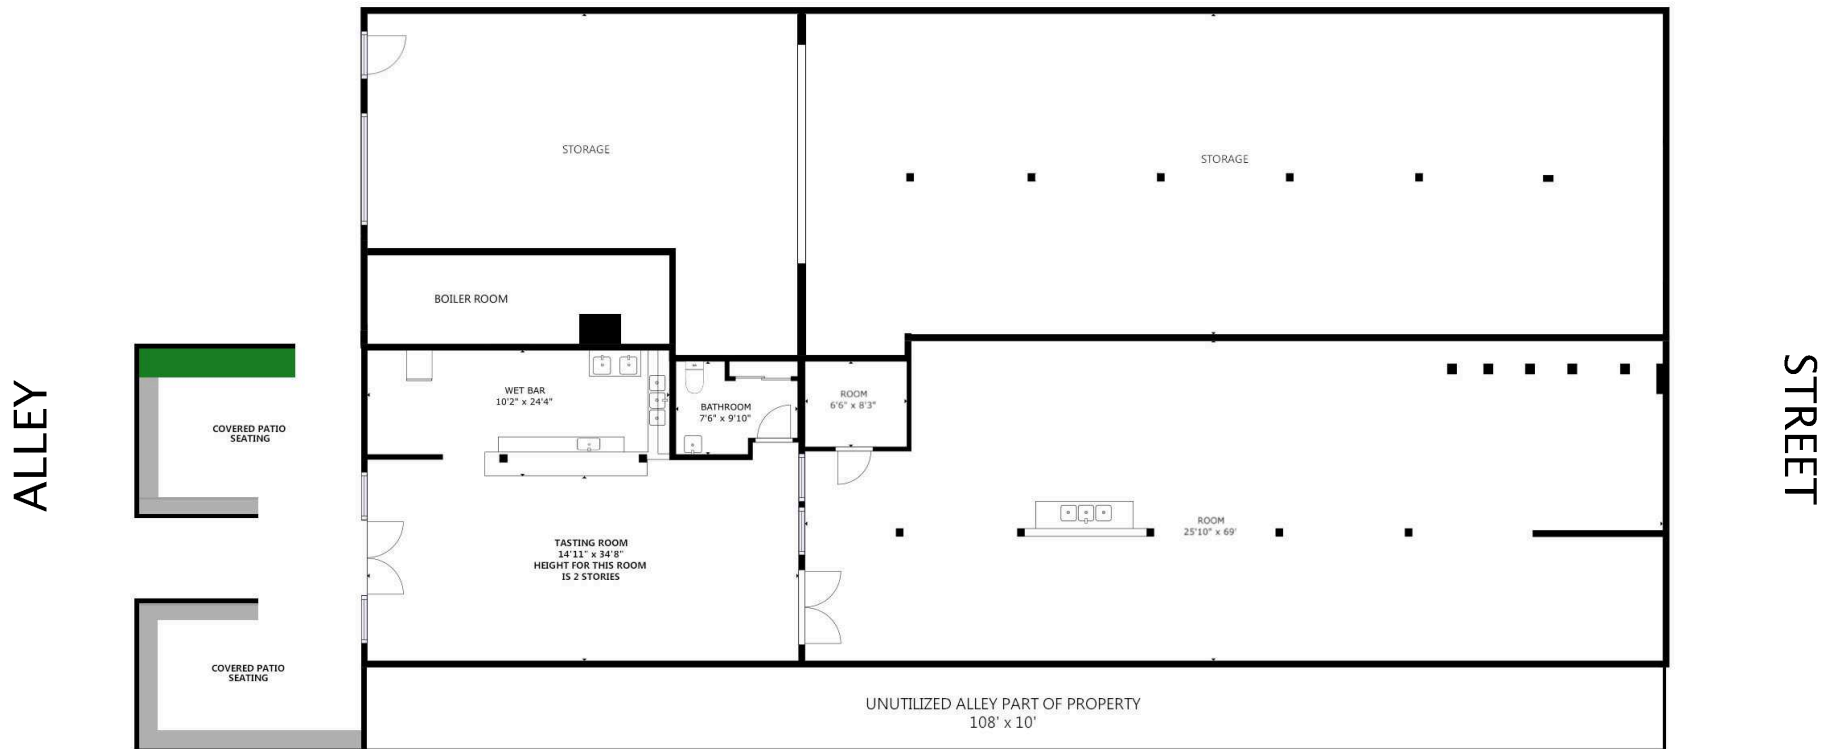 STORAGE
STORAGE
BOILER ROOM
WET BAR
10'2" x 24'4"
BATHROOM
7'6" x 9'10"
ROOM
6'6" x 8'3"
ALLEY
COVERED PATIO
SEATING
STREET
TASTING ROOM
14'11" x 34'8"
HEIGHT FOR THIS ROOM
IS 2 STORIES
ROOM
25'10" x 69'
COVERED PATIO
SEATING
UNUTILIZED ALLEY PART OF PROPERTY
108' x 10'